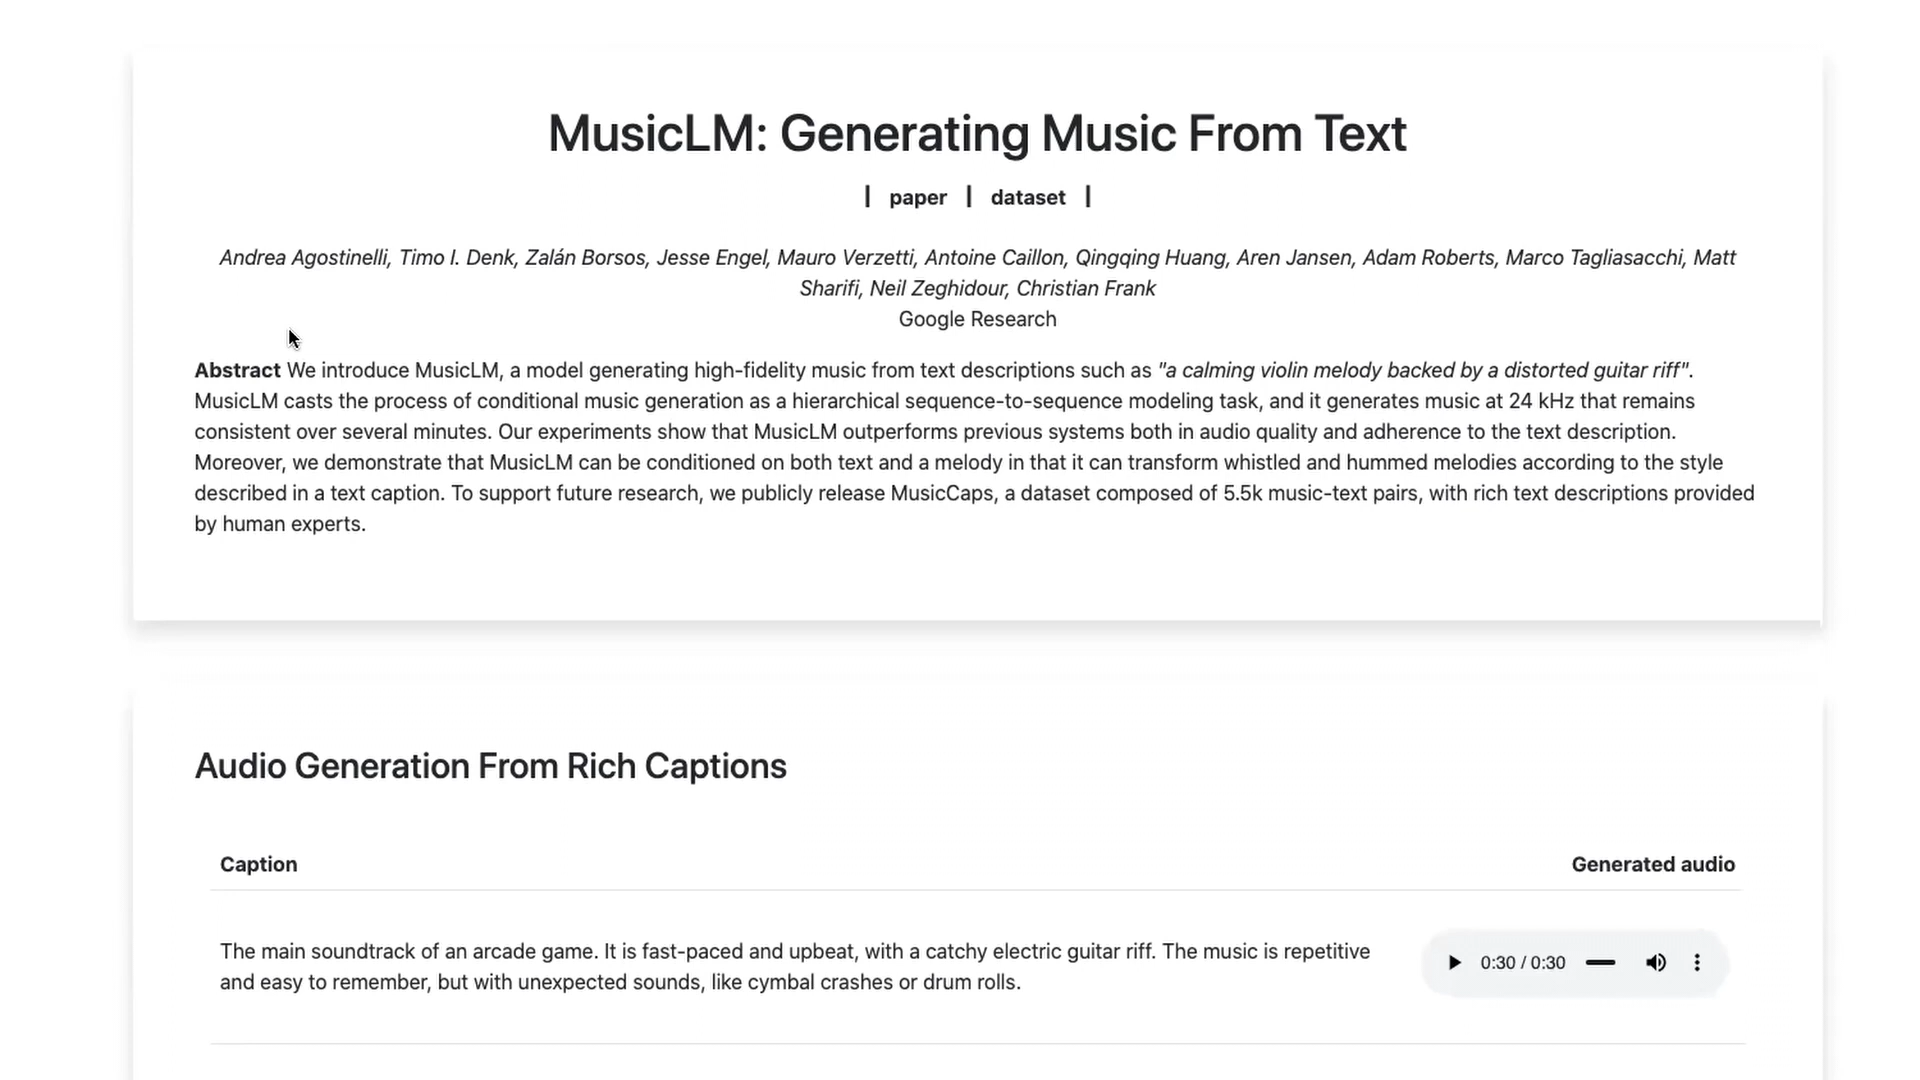 MusicLM: Generating Music From Text
| paper | dataset |
Andrea Agostinelli, Timo I. Denk, Zalán Borsos, Jesse Engel, Mauro Verzetti, Antoine Caillon, Qingqing Huang, Aren Jansen, Adam Roberts, Marco Tagliasacchi, Matt
Sharifi, Neil Zeghidour, Christian Frank
Google Research
Abstract We introduce MusicLM, a model generating high-fidelity music from text descriptions such as "a calming violin melody backed by a distorted guitar riff".
MusicLM casts the process of conditional music generation as a hierarchical sequence-to-sequence modeling task, and it generates music at 24 kHz that remains
consistent over several minutes. Our experiments show that MusicLM outperforms previous systems both in audio quality and adherence to the text description.
Moreover, we demonstrate that MusicLM can be conditioned on both text and a melody in that it can transform whistled and hummed melodies according to the style
described in a text caption. To support future research, we publicly release MusicCaps, a dataset composed of 5.5k music-text pairs, with rich text descriptions provided
by human experts.
Audio Generation From Rich Captions
Caption Generated audio
The main soundtrack of an arcade game. It is fast-paced and upbeat, with a catchy electric guitar riff. The music is repetitive
and easy to remember, but with unexpected sounds, like cymbal crashes or drum rolls.
0:30 / 0:30